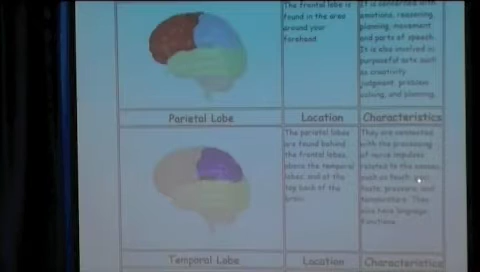 The frontal lobe is
found in the area
around your
forehead
It is concerned with
emotions, reasoning,
planning, movement
and parts of speech.
It is also involved in
purposeful acts such
as creativity
judgment, problem
solving, and planning.
Parietal Lobe
Location
Characteristics
The parietal lobes
are found behind
the frontal lobes,
above the temporal
lobes, and at the
top back of the
brain.
They are connected
with the processing
of nerve impulses
related to the senses,
such as touch,
taste, pressure, and
temperature. They
also have language
functions.
Temporal Lobe
Location
Characteristics